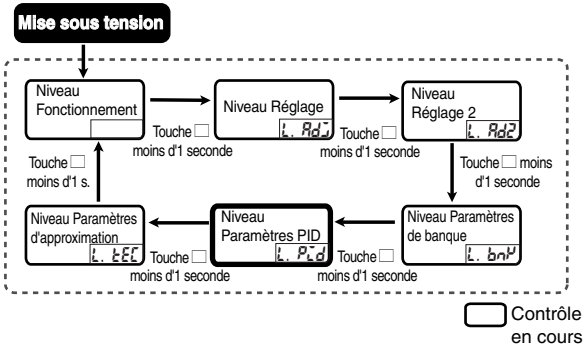 Mise sous tension
Niveau
Fonctionnement
Touche
moins d'1 seconde
Niveau Réglage
L. AdJ
Touche
moins d'1 seconde
Niveau
Réglage 2
L. Ad2
Touche moins
d'1 seconde
Niveau Paramètres
de banque
L. bnK
Touche
moins d'1 seconde
Niveau
Paramètres PID
L. Pid
Touche
moins d'1 seconde
Niveau Paramètres
d'approximation
L. tEC
Touche
moins d'1 s.
Contrôle
en cours